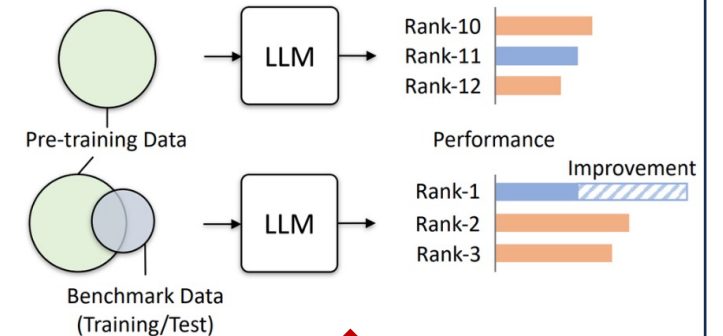 LLM
Rank-10
Rank-11
Rank-12
Pre-training Data
Performance
Improvement
LLM
Rank-1
Rank-2
Rank-3
Benchmark Data
(Training/Test)